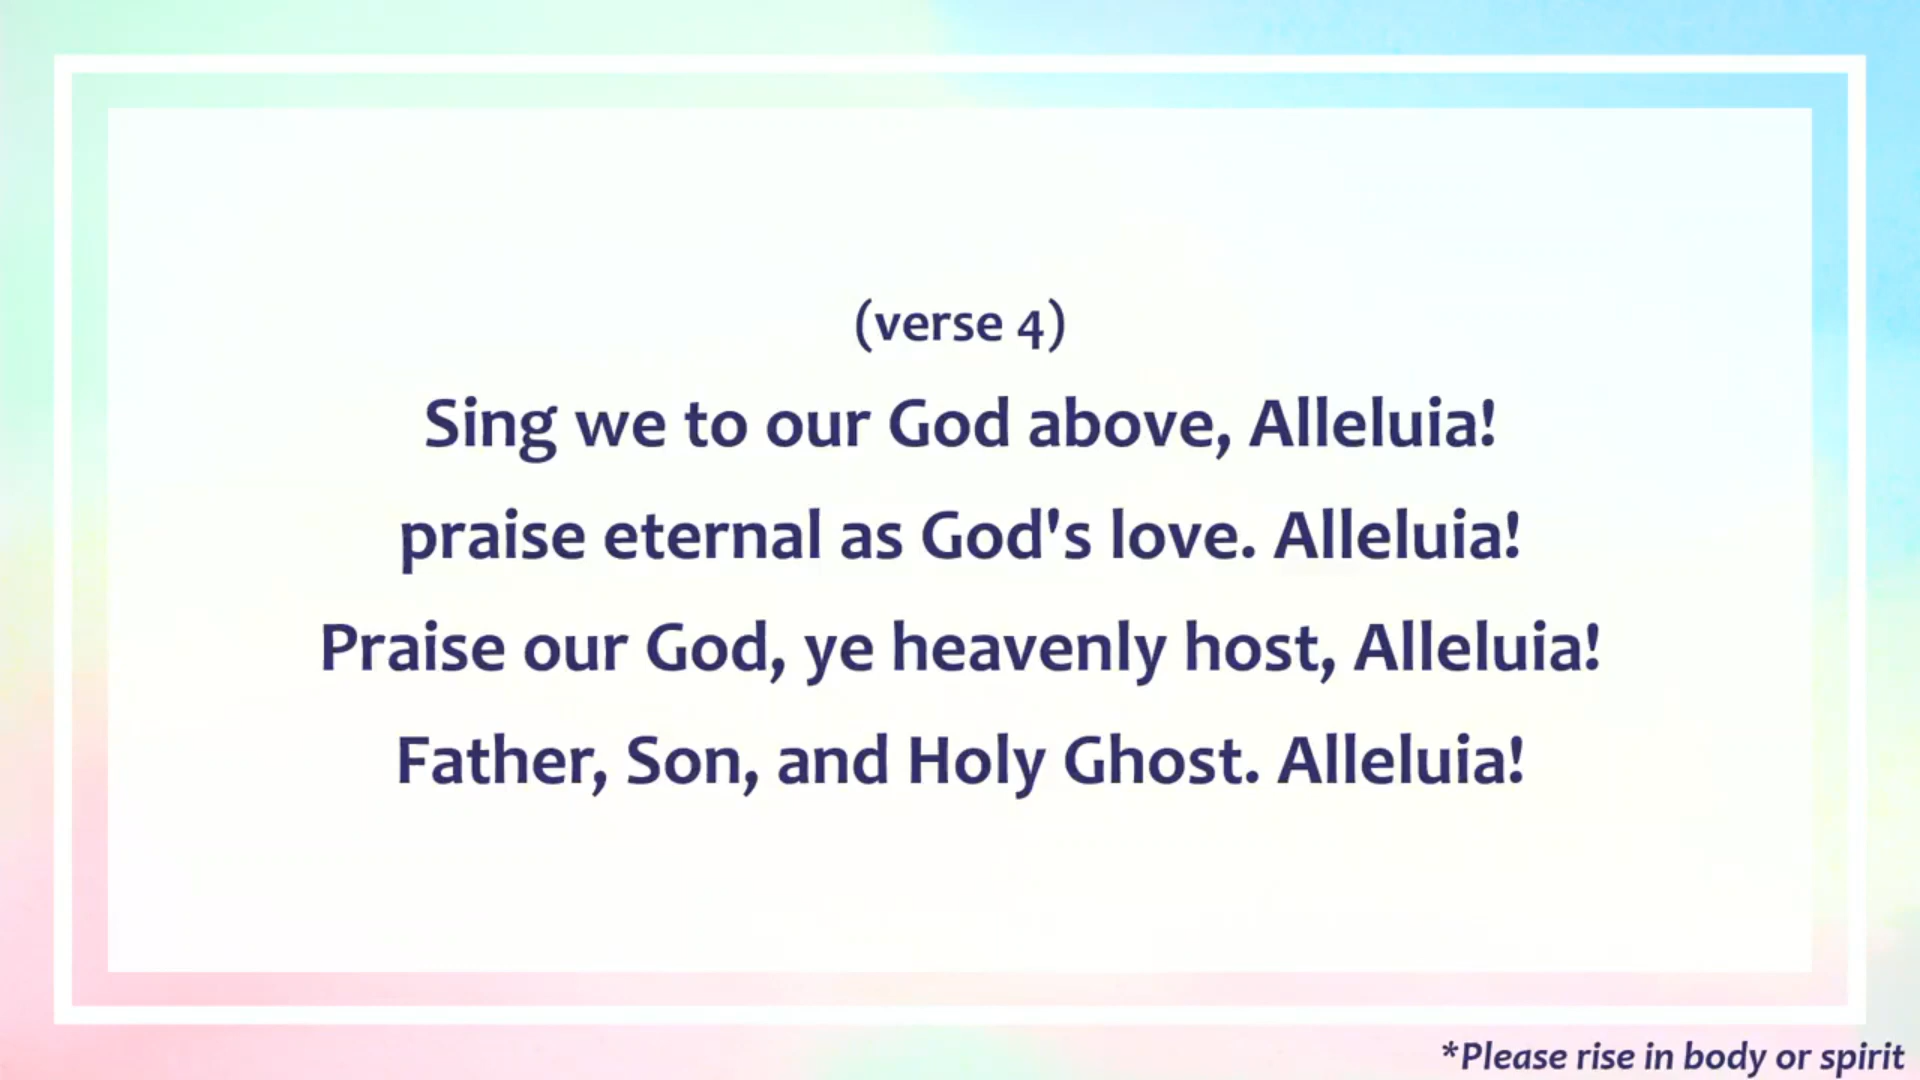 (verse 4)
Sing we to our God above, Alleluia!
praise eternal as God's love. Alleluia!
Praise our God, ye heavenly host, Alleluia!
Father, Son, and Holy Ghost. Alleluia!
*Please rise in body or spirit